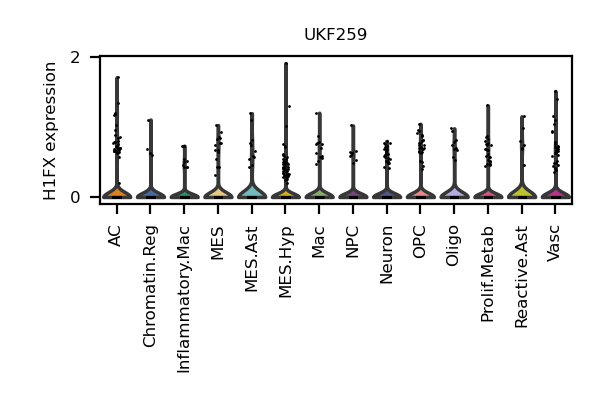 UKF259
H1FX expression
2
0
AC
Chromatin.Reg
Inflammatory.Mac
MES
MES.Ast
MES.Hyp
Mac
NPC
Neuron
OPC
Oligo
Prolif.Metab
Reactive.Ast
Vasc